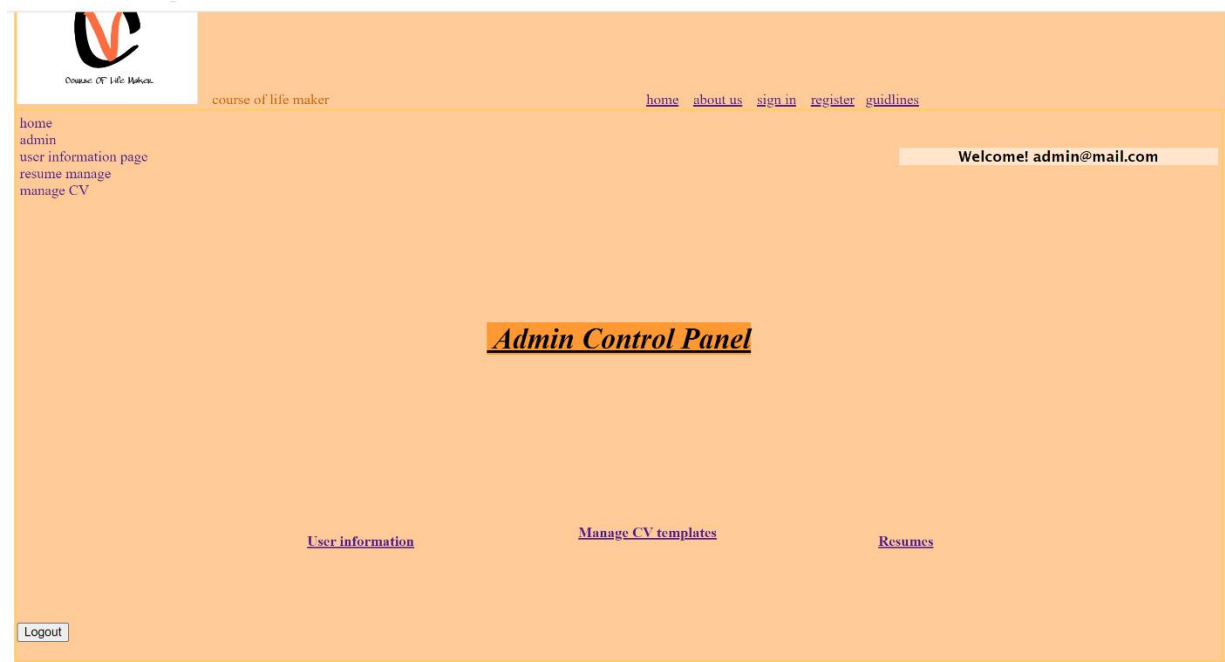 Course Of Life Maker
course of life maker
home about us sign in register guidlines
home
admin
user information page
resume manage
manage CV
Welcome! admin@mail.com
Admin Control Panel
User information
Manage CV templates
Resumes
Logout